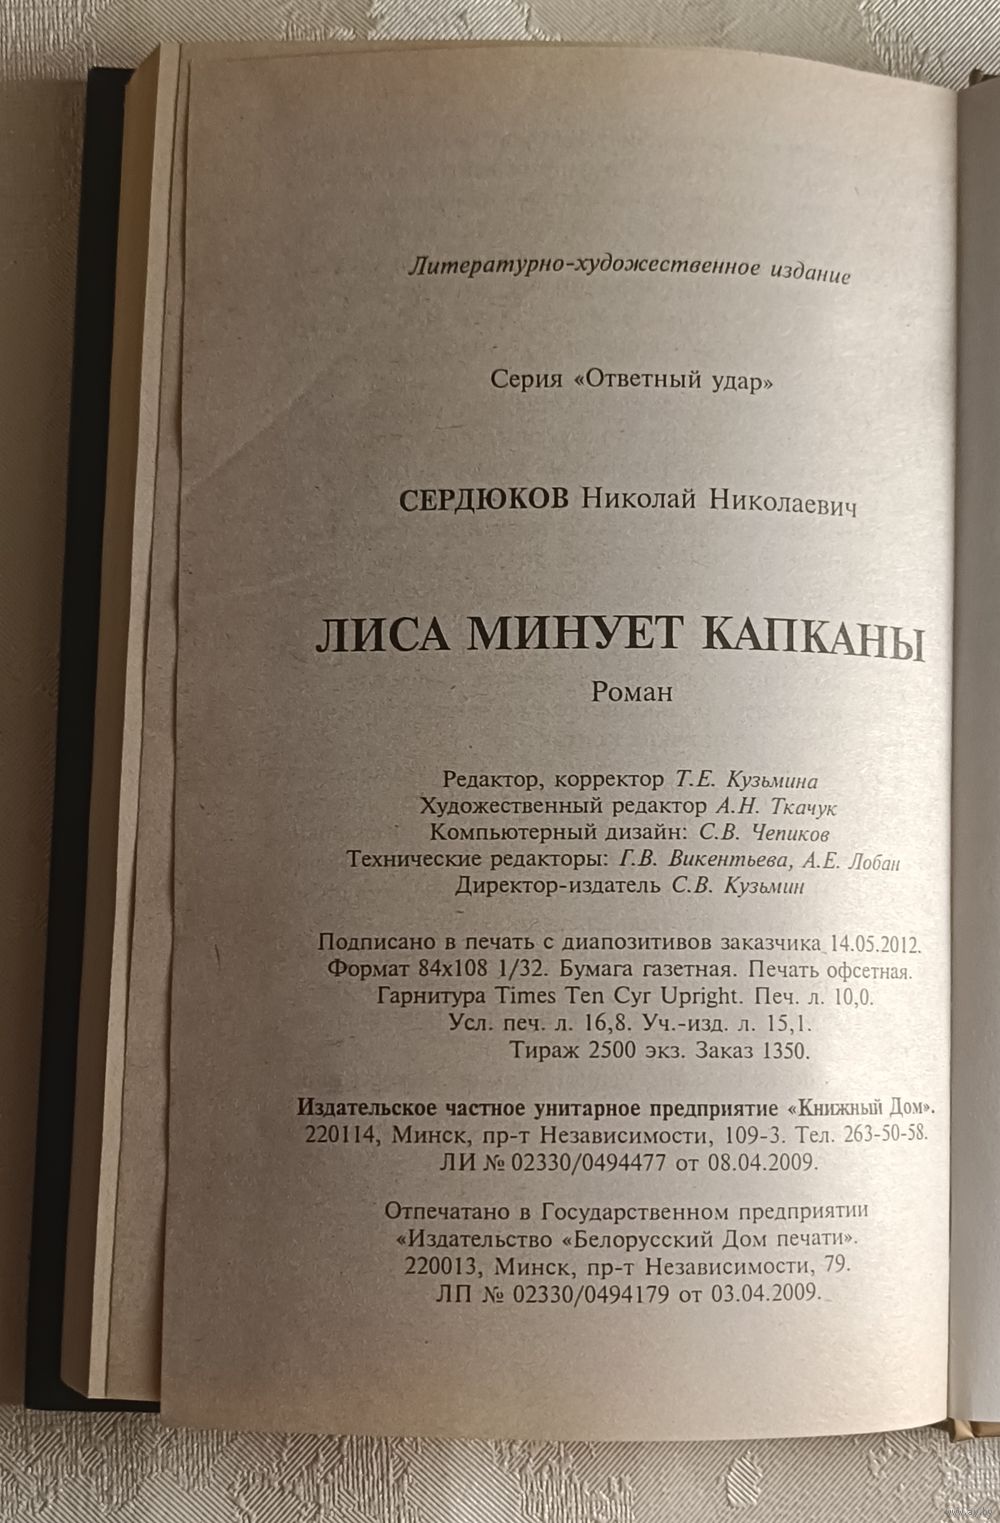 Литературно-художественное издание
Серия «Ответный удар»
СЕРДЮКОВ Николай Николаевич
ЛИСА МИНУЕТ КАПКАНЫ
Роман
Редактор, корректор Т.Е. Кузьмина
Художественный редактор А.Н. Ткачук
Компьютерный дизайн: С.В. Чепиков
Технические редакторы: Г.В. Викентьева, А.Е. Лобан
Директор-издатель С.В. Кузьмин
Подписано в печать с диапозитивов заказчика 14.05.2012.
Формат 84х108 1/32. Бумага газетная. Печать офсетная.
Гарнитура Times Ten Cyr Upright. Печ. л. 10,0.
Усл. печ. л. 16,8. Уч.-изд. л. 15,1.
Тираж 2500 экз. Заказ 1350.
Издательское частное унитарное предприятие «Книжный Дом».
220114, Минск, пр-т Независимости, 109-3. Тел. 263-50-58.
ЛИ № 02330/0494477 от 08.04.2009.
Отпечатано в Государственном предприятии
«Издательство «Белорусский Дом печати».
220013, Минск, пр-т Независимости, 79.
ЛП № 02330/0494179 от 03.04.2009.